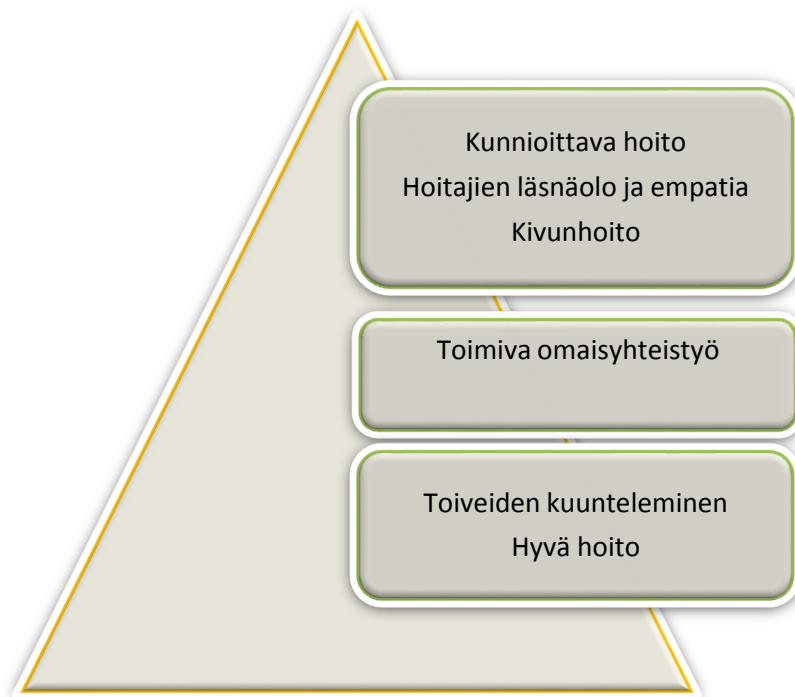 Kunnioittava hoito
Hoitajien läsnäolo ja empatia
Kivunhoito
Toimiva omaisyhteistyö
Toiveiden kuunteleminen
Hyvä hoito